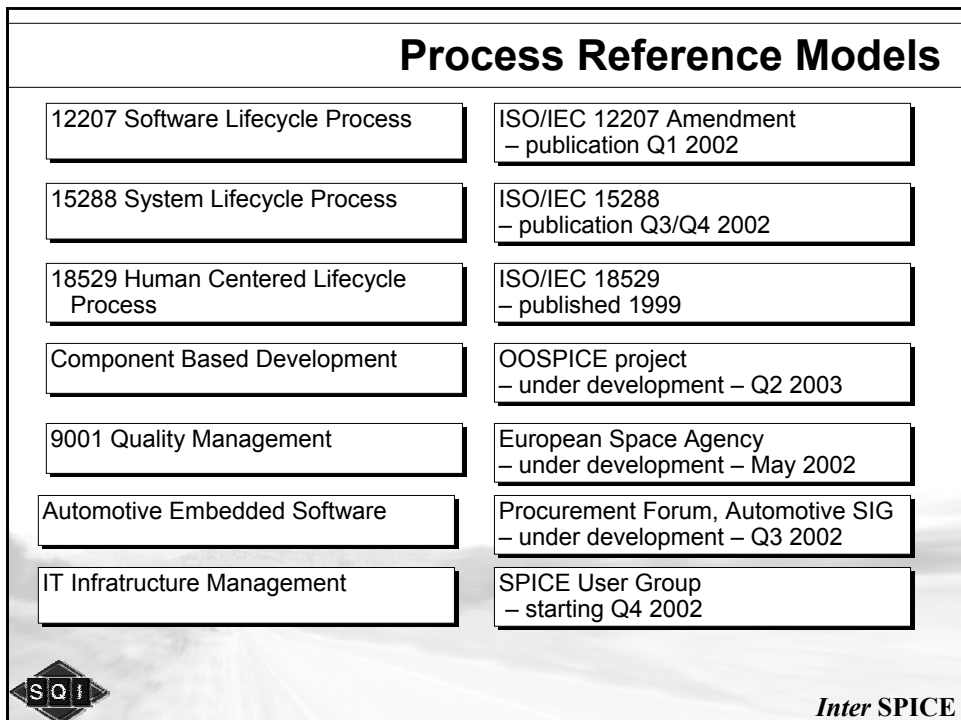 Process Reference Models
12207 Software Lifecycle Process
ISO/IEC 12207 Amendment
– publication Q1 2002
15288 System Lifecycle Process
ISO/IEC 15288
– publication Q3/Q4 2002
18529 Human Centered Lifecycle
Process
ISO/IEC 18529
– published 1999
Component Based Development
OOSPICE project
– under development – Q2 2003
9001 Quality Management
European Space Agency
– under development – May 2002
Automotive Embedded Software
Procurement Forum, Automotive SIG
– under development – Q3 2002
IT Infratructure Management
SPICE User Group
– starting Q4 2002
SQI
Inter SPICE